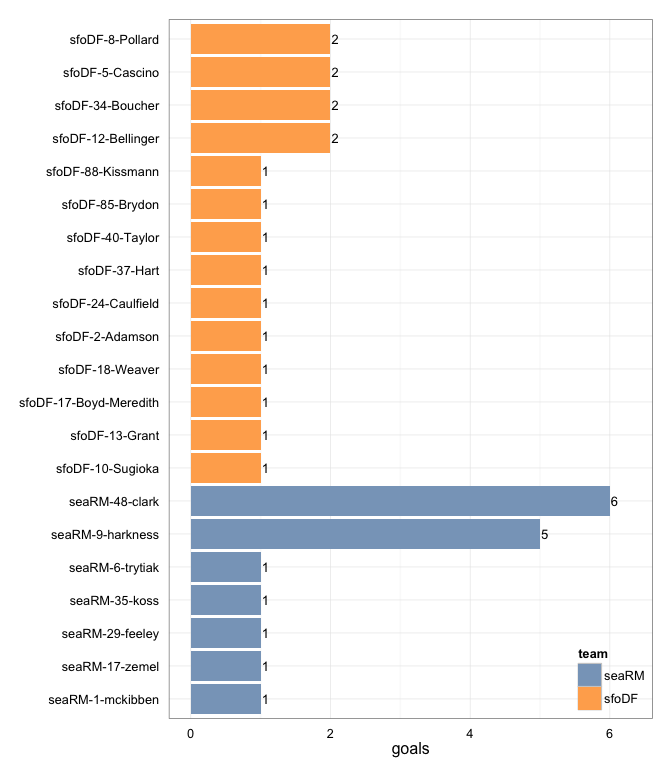 sfoDF-8-Pollard 2
sfoDF-5-Cascino 2
sfoDF-34-Boucher 2
sfoDF-12-Bellinger 2
sfoDF-88-Kissmann 1
sfoDF-85-Brydon 1
sfoDF-40-Taylor 1
sfoDF-37-Hart 1
sfoDF-24-Caulfield 1
sfoDF-2-Adamson 1
sfoDF-18-Weaver 1
sfoDF-17-Boyd-Meredith 1
sfoDF-13-Grant 1
sfoDF-10-Sugioka 1
seaRM-48-clark 6
seaRM-9-harkness 5
seaRM-6-trytiak 1
seaRM-35-koss 1
seaRM-29-feeley 1
seaRM-17-zemel 1
seaRM-1-mckibben 1
team
seaRM
sfoDF
0 2 4 6
goals